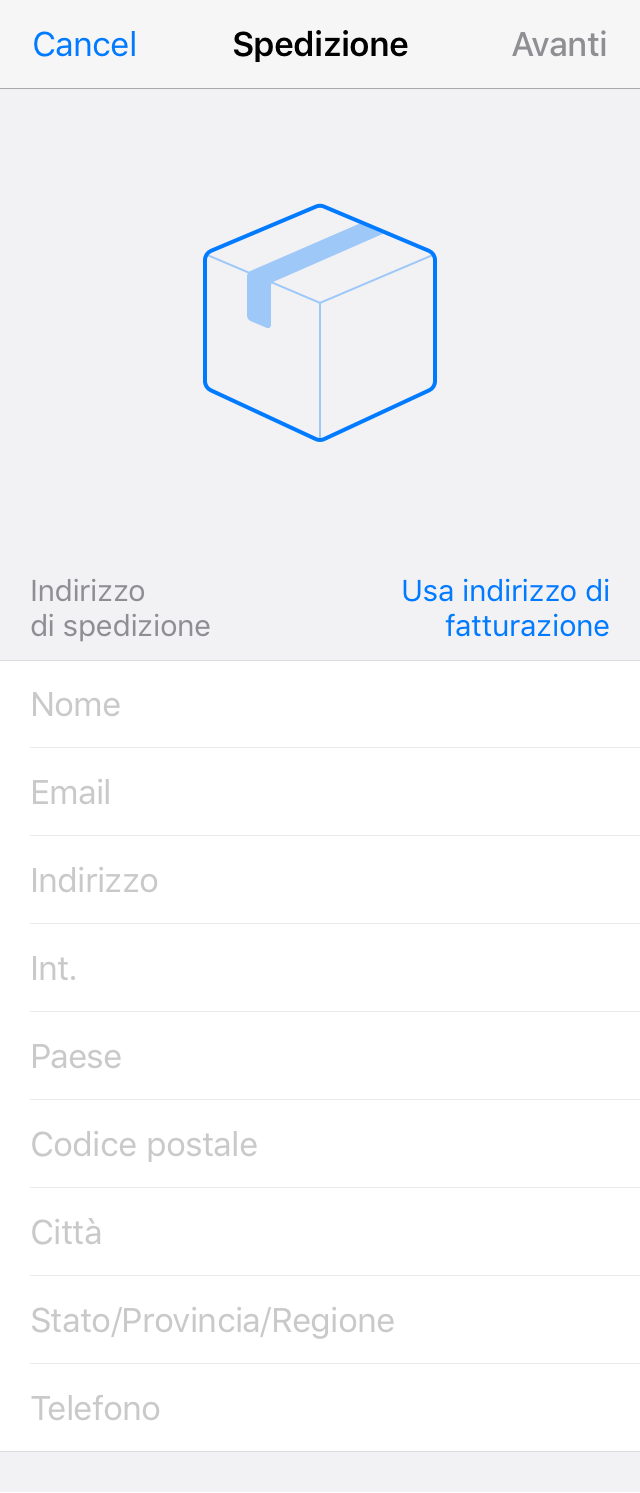 Cancel
Spedizione
Avanti
Indirizzo
di spedizione
Usa indirizzo di
fatturazione
Nome
Email
Indirizzo
Int.
Paese
Codice postale
Città
Stato/Provincia/Regione
Telefono